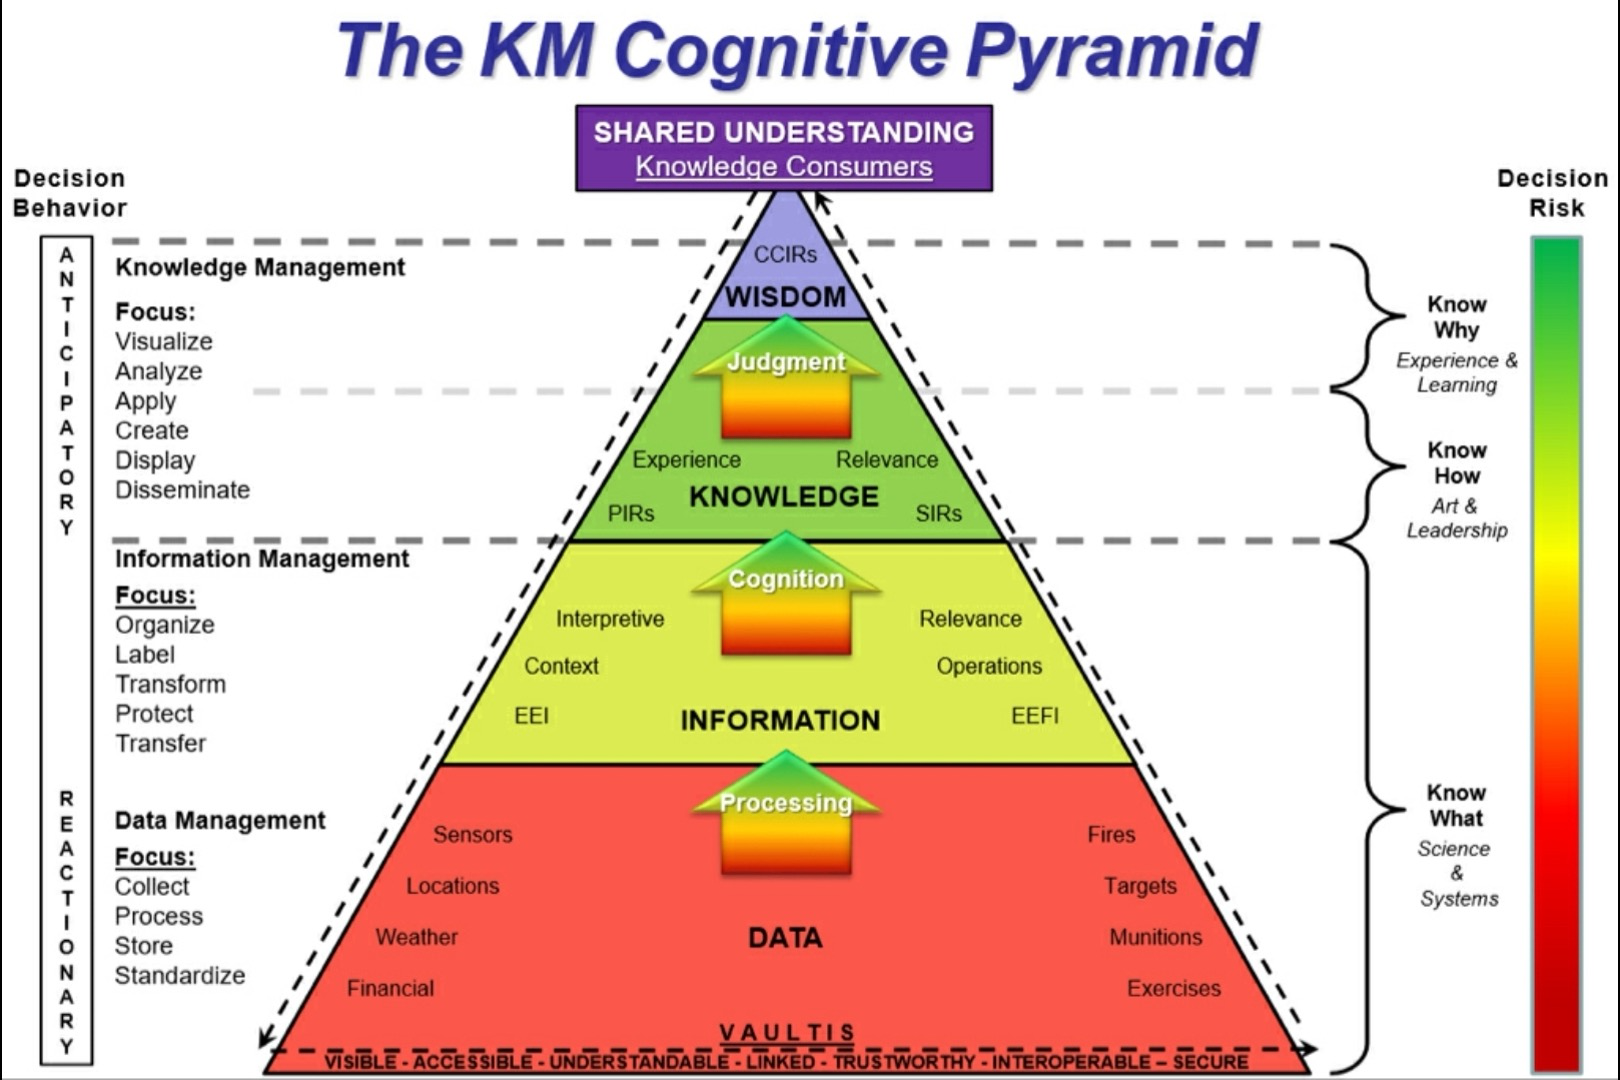 The KM Cognitive Pyramid
SHARED UNDERSTANDING
Knowledge Consumers
Decision
Behavior
ANTICIPATORY
REACTIONARY
Knowledge Management
Focus:
Visualize
Analyze
Apply
Create
Display
Disseminate
Information Management
Focus:
Organize
Label
Transform
Protect
Transfer
Data Management
Focus:
Collect
Process
Store
Standardize
CCIRs
WISDOM
Judgment
Experience Relevance
KNOWLEDGE
PIRs SIRs
Cognition
Interpretive Relevance
Context Operations
EEI EEFI
INFORMATION
Processing
Sensors Fires
Locations Targets
Weather Munitions
DATA
Financial Exercises
VAULTIS
VISIBLE - ACCESSIBLE - UNDERSTANDABLE - LINKED - TRUSTWORTHY - INTEROPERABLE – SECURE
Know
Why
Experience &
Learning
Know
How
Art &
Leadership
Know
What
Science
&
Systems
Decision
Risk